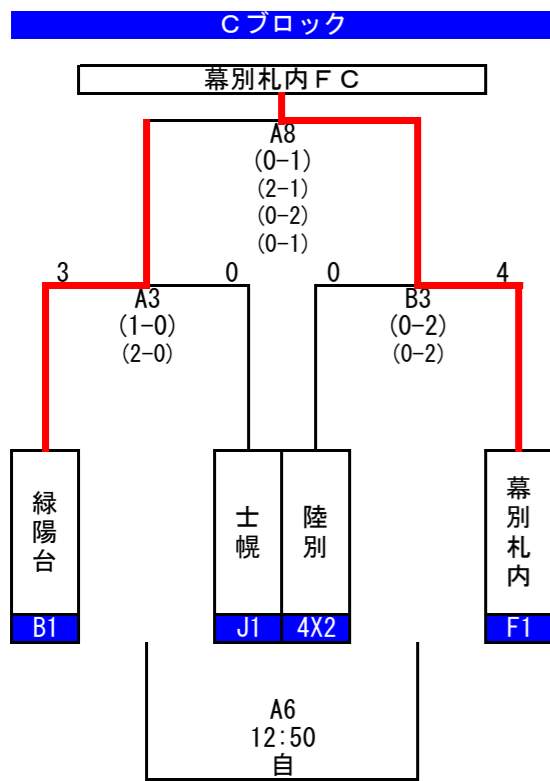 Cブロック
幕別札内FC
A8
(0-1)
(2-1)
(0-2)
(0-1)
3
0
0
4
A3
(1-0)
(2-0)
B3
(0-2)
(0-2)
緑陽台
士幌
陸別
幕別札内
B1
J1
4X2
F1
A6
12:50
自